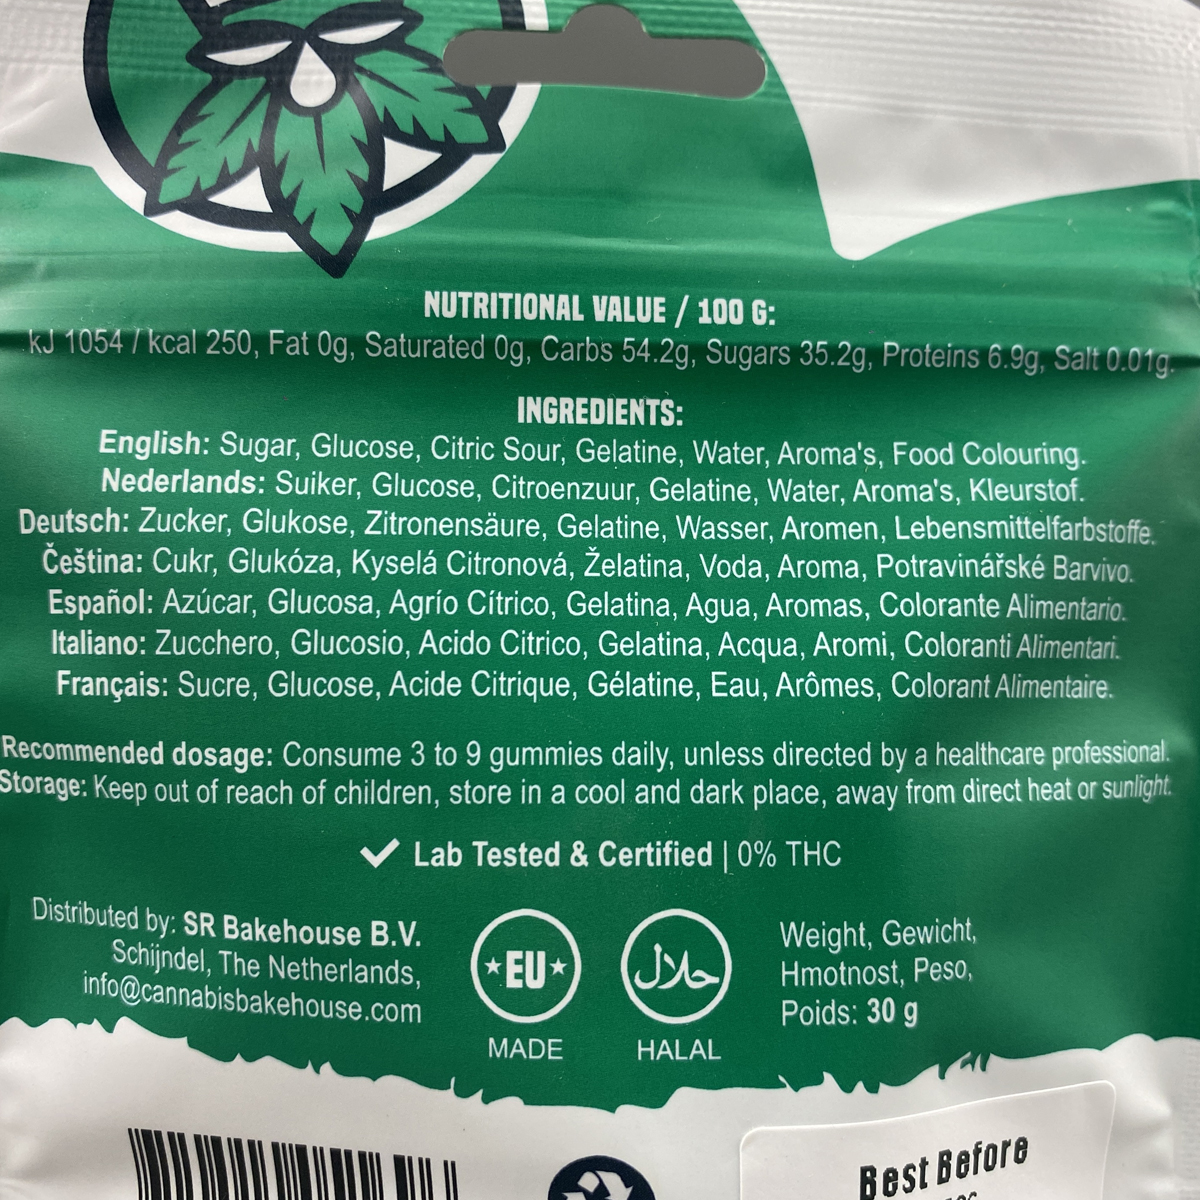 NUTRITIONAL VALUE / 100 G:
kJ 1054 / kcal 250, Fat 0g, Saturated 0g, Carbs 54.2g, Sugars 35.2g, Proteins 6.9g, Salt 0.01g.
INGREDIENTS:
English: Sugar, Glucose, Citric Sour, Gelatine, Water, Aroma's, Food Colouring.
Nederlands: Suiker, Glucose, Citroenzuur, Gelatine, Water, Aroma's, Kleurstof.
Deutsch: Zucker, Glukose, Zitronensäure, Gelatine, Wasser, Aromen, Lebensmittelfarbstoffe.
Čeština: Cukr, Glukóza, Kyselá Citronová, Želatina, Voda, Aroma, Potravinářské Barvivo.
Español: Azúcar, Glucosa, Agrío Cítrico, Gelatina, Agua, Aromas, Colorante Alimentario.
Italiano: Zucchero, Glucosio, Acido Citrico, Gelatina, Acqua, Aromi, Coloranti Alimentari.
Français: Sucre, Glucose, Acide Citrique, Gélatine, Eau, Arômes, Colorant Alimentaire.
Recommended dosage: Consume 3 to 9 gummies daily, unless directed by a healthcare professional.
Storage: Keep out of reach of children, store in a cool and dark place, away from direct heat or sunlight.
Lab Tested & Certified | 0% THC
Distributed by: SR Bakehouse B.V.
Schijndel, The Netherlands,
info@cannabisbakehouse.com
EU
MADE
حلال
HALAL
Weight, Gewicht,
Hmotnost, Peso,
Poids: 30 g
Best Before